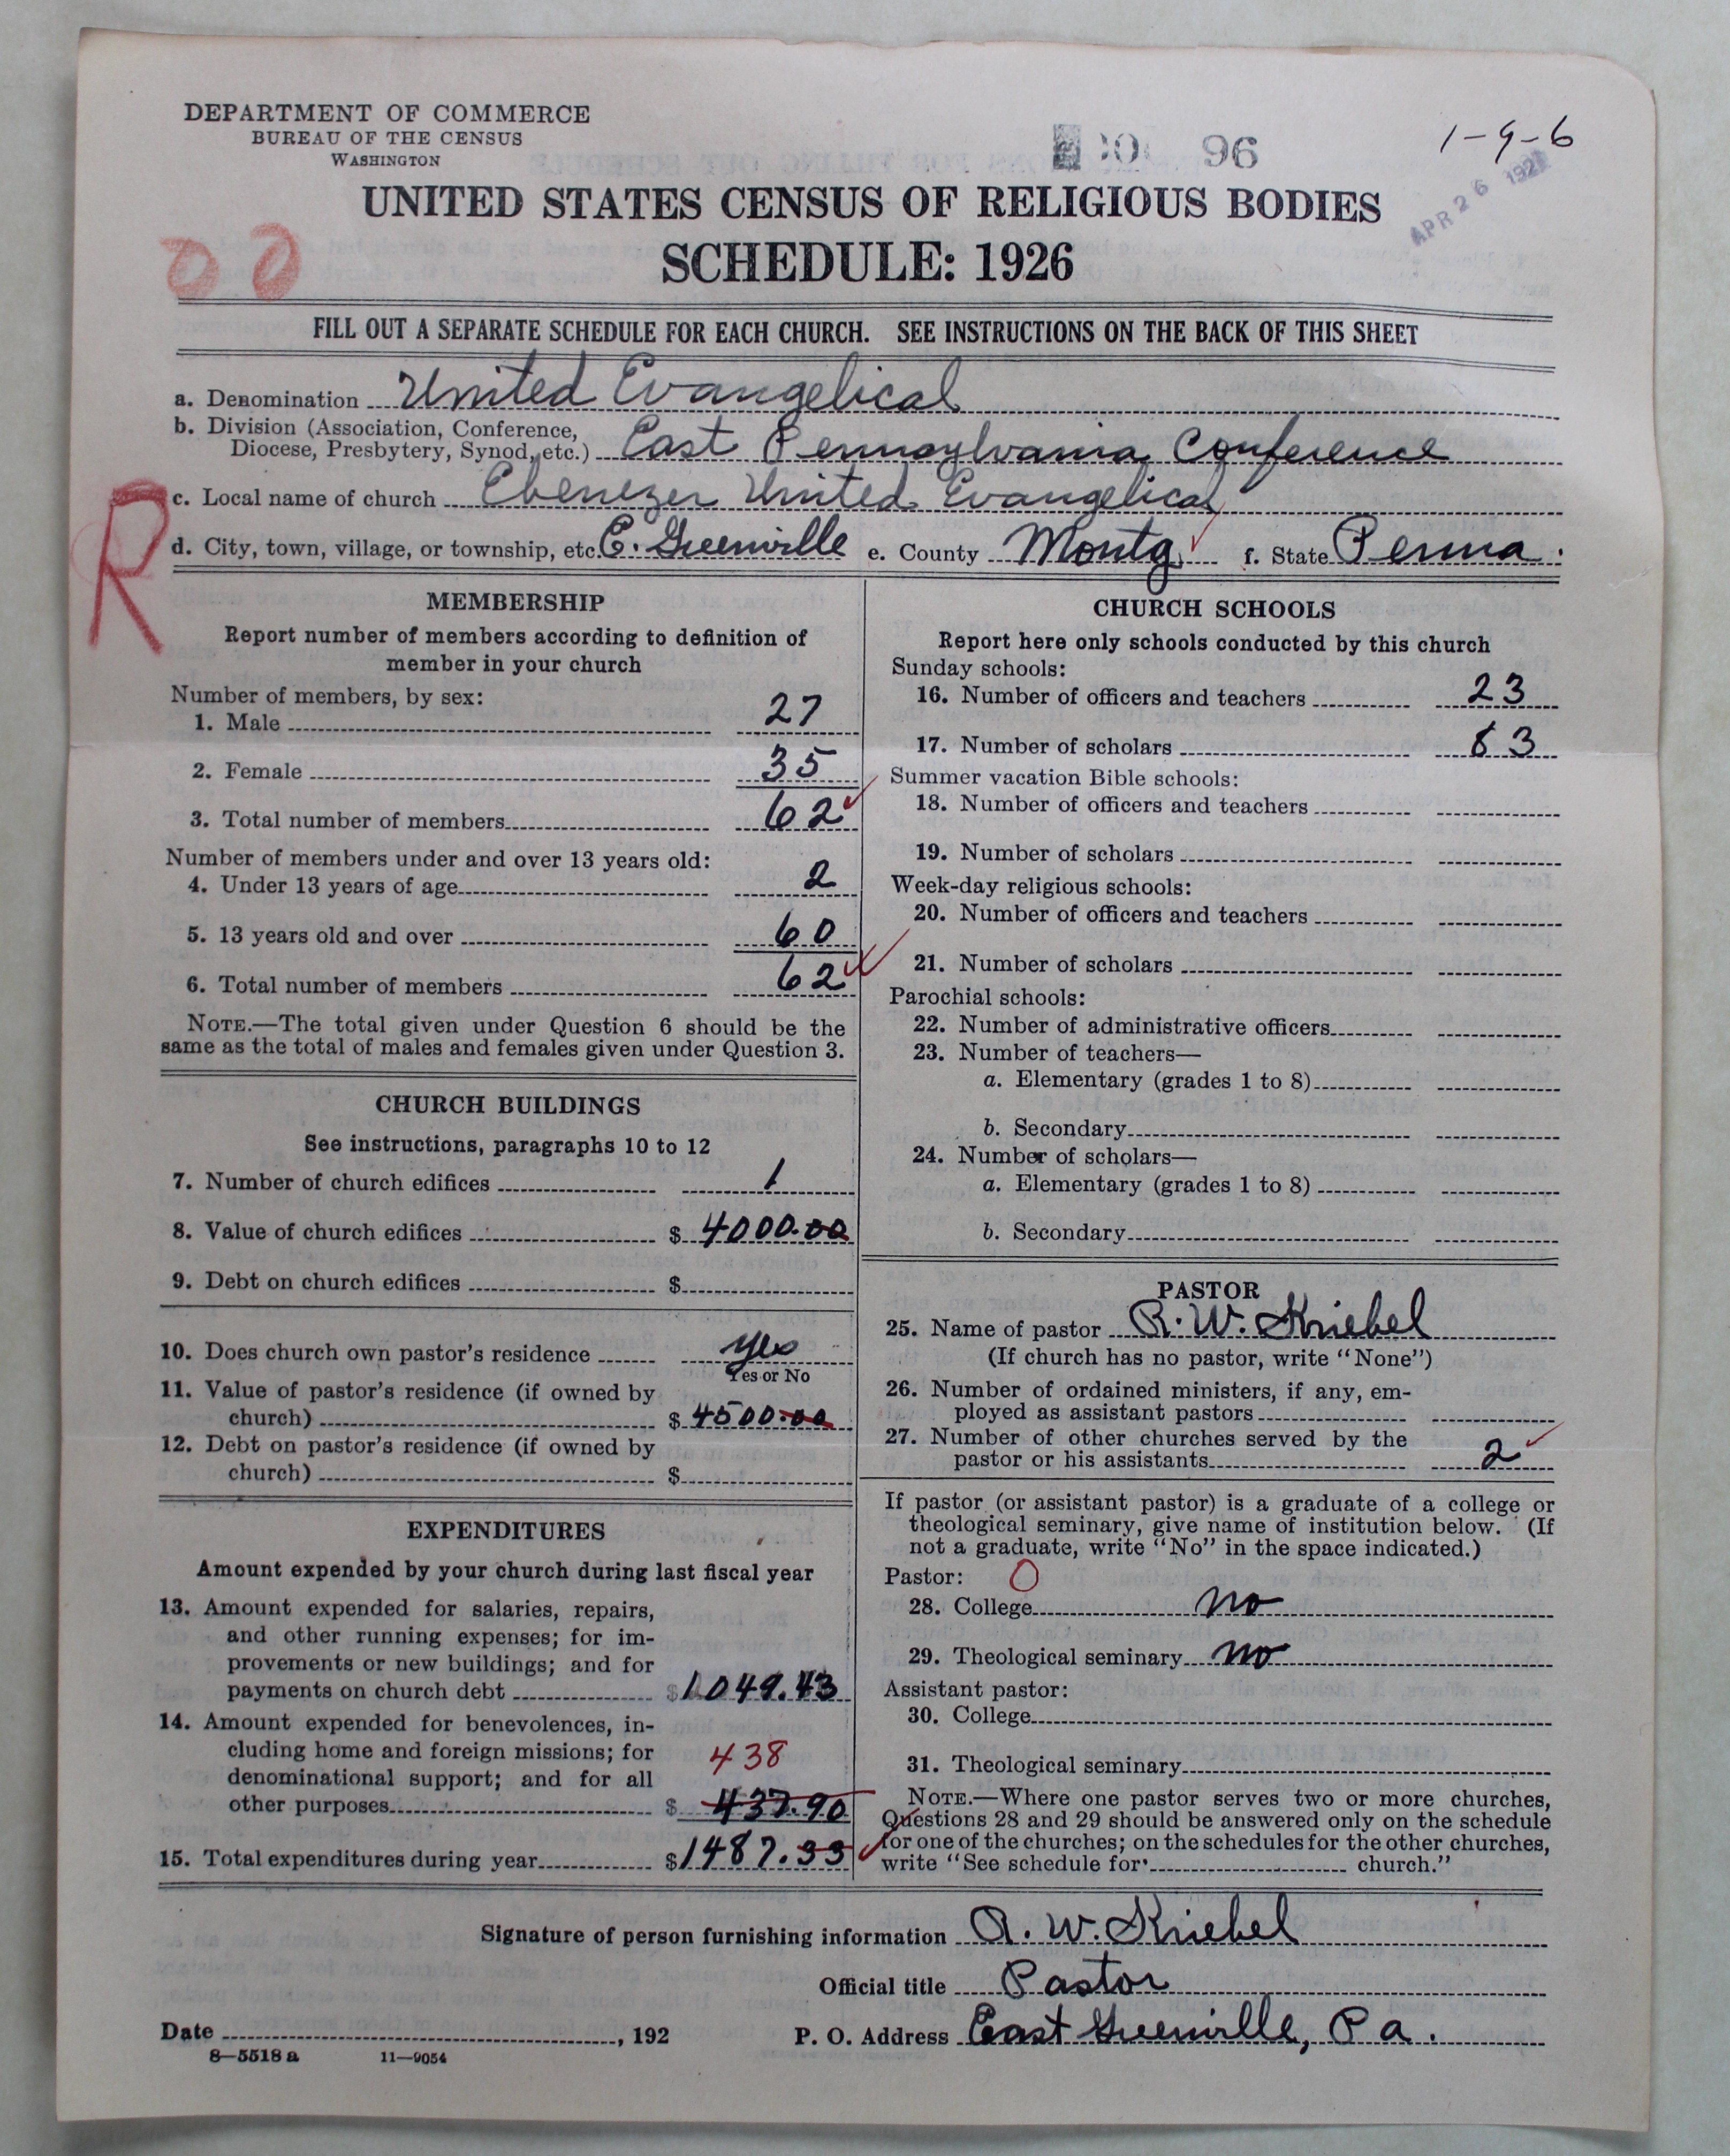 DEPARTMENT OF COMMERCE
BUREAU OF THE CENSUS
WASHINGTON
96
1-9-6
APR 26 192
UNITED STATES CENSUS OF RELIGIOUS BODIES
SCHEDULE: 1926
FILL OUT A SEPARATE SCHEDULE FOR EACH CHURCH. SEE INSTRUCTIONS ON THE BACK OF THIS SHEET
a. Denomination United Evangelical
b. Division (Association, Conference,
Diocese, Presbytery, Synod, etc.) East Pennsylvania Conference
R
c. Local name of church Ebenezer United Evangelical
d. City, town, village, or township, etc. E. Greenville e. County Montg. f. State Penna.
MEMBERSHIP
Report number of members according to definition of
member in your church
Number of members, by sex:
1. Male 27
2. Female 35
3. Total number of members 62
Number of members under and over 13 years old:
4. Under 13 years of age 2
5. 13 years old and over 60
6. Total number of members 62
NOTE.—The total given under Question 6 should be the
same as the total of males and females given under Question 3.
CHURCH BUILDINGS
See instructions, paragraphs 10 to 12
7. Number of church edifices 1
8. Value of church edifices $ 4000.00
9. Debt on church edifices $
10. Does church own pastor's residence yes
Yes or No
11. Value of pastor's residence (if owned by
church) $ 4500.00
12. Debt on pastor's residence (if owned by
church) $
EXPENDITURES
Amount expended by your church during last fiscal year
13. Amount expended for salaries, repairs,
and other running expenses; for im-
provements or new buildings; and for
payments on church debt $1049.43
14. Amount expended for benevolences, in-
cluding home and foreign missions; for 438
denominational support; and for all
other purposes $ 437.90
15. Total expenditures during year $1487.33
CHURCH SCHOOLS
Report here only schools conducted by this church
Sunday schools:
16. Number of officers and teachers 23
17. Number of scholars 83
Summer vacation Bible schools:
18. Number of officers and teachers
19. Number of scholars
Week-day religious schools:
20. Number of officers and teachers
21. Number of scholars
Parochial schools:
22. Number of administrative officers
23. Number of teachers—
a. Elementary (grades 1 to 8)
b. Secondary
24. Number of scholars—
a. Elementary (grades 1 to 8)
b. Secondary
PASTOR
25. Name of pastor R. W. Kriebel
(If church has no pastor, write "None")
26. Number of ordained ministers, if any, em-
ployed as assistant pastors
27. Number of other churches served by the
pastor or his assistants 2
If pastor (or assistant pastor) is a graduate of a college or
theological seminary, give name of institution below. (If
not a graduate, write "No" in the space indicated.)
Pastor: 0
28. College no
29. Theological seminary no
Assistant pastor:
30. College
31. Theological seminary
NOTE.—Where one pastor serves two or more churches,
Questions 28 and 29 should be answered only on the schedule
for one of the churches; on the schedules for the other churches,
write "See schedule for church."
Signature of person furnishing information R. W. Kriebel
Official title Pastor
Date , 192 P. O. Address East Greenville, Pa.
8—5518 a 11—9054